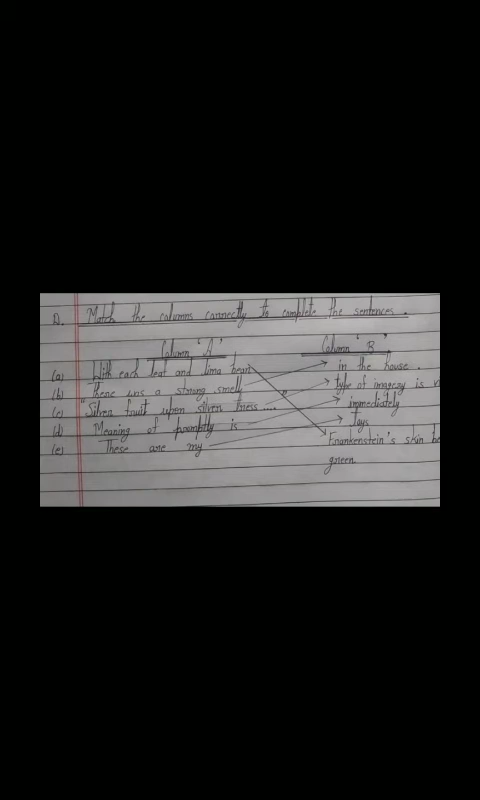 D. Match the columns correctly to complete the sentences.
Column 'A' Column 'B'
(a) With each leaf and lima bean in the house.
(b) There was a strong smell type of imagery is vi
(c) "Silver fruit upon silver trees...." immediately
(d) Meaning of promptly is Toys
(e) These are my Frankenstein's skin be
green.